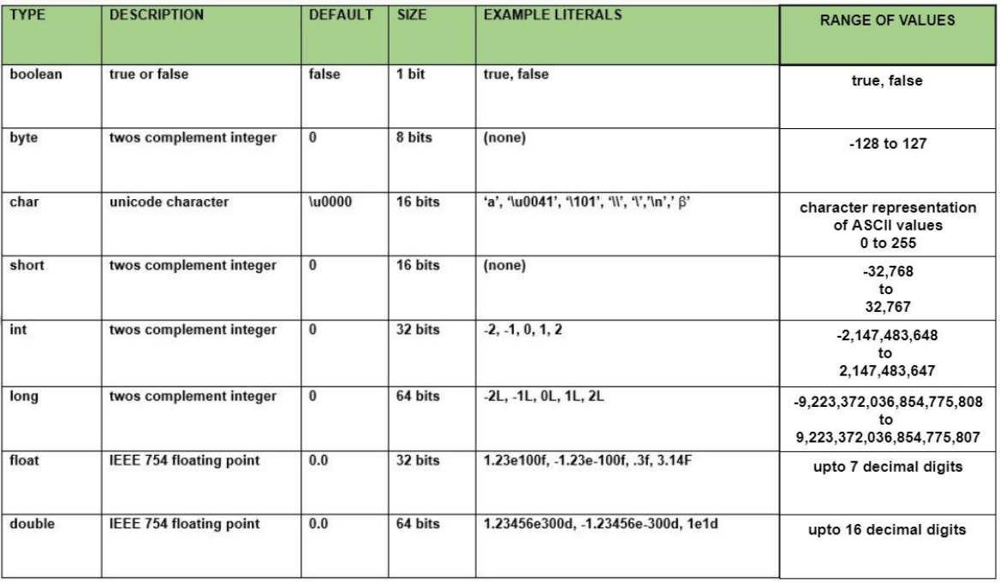 TYPE DESCRIPTION DEFAULT SIZE EXAMPLE LITERALS RANGE OF VALUES
boolean true or false false 1 bit true, false true, false
byte twos complement integer 0 8 bits (none) -128 to 127
char unicode character \u0000 16 bits ‘a’, ‘\u0041’, ‘\101’, ‘\\’, ‘\’,’\n’,’ β’ character representation
of ASCII values
0 to 255
short twos complement integer 0 16 bits (none) -32,768
to
32,767
int twos complement integer 0 32 bits -2, -1, 0, 1, 2 -2,147,483,648
to
2,147,483,647
long twos complement integer 0 64 bits -2L, -1L, 0L, 1L, 2L -9,223,372,036,854,775,808
to
9,223,372,036,854,775,807
float IEEE 754 floating point 0.0 32 bits 1.23e100f, -1.23e-100f, .3f, 3.14F upto 7 decimal digits
double IEEE 754 floating point 0.0 64 bits 1.23456e300d, -1.23456e-300d, 1e1d upto 16 decimal digits